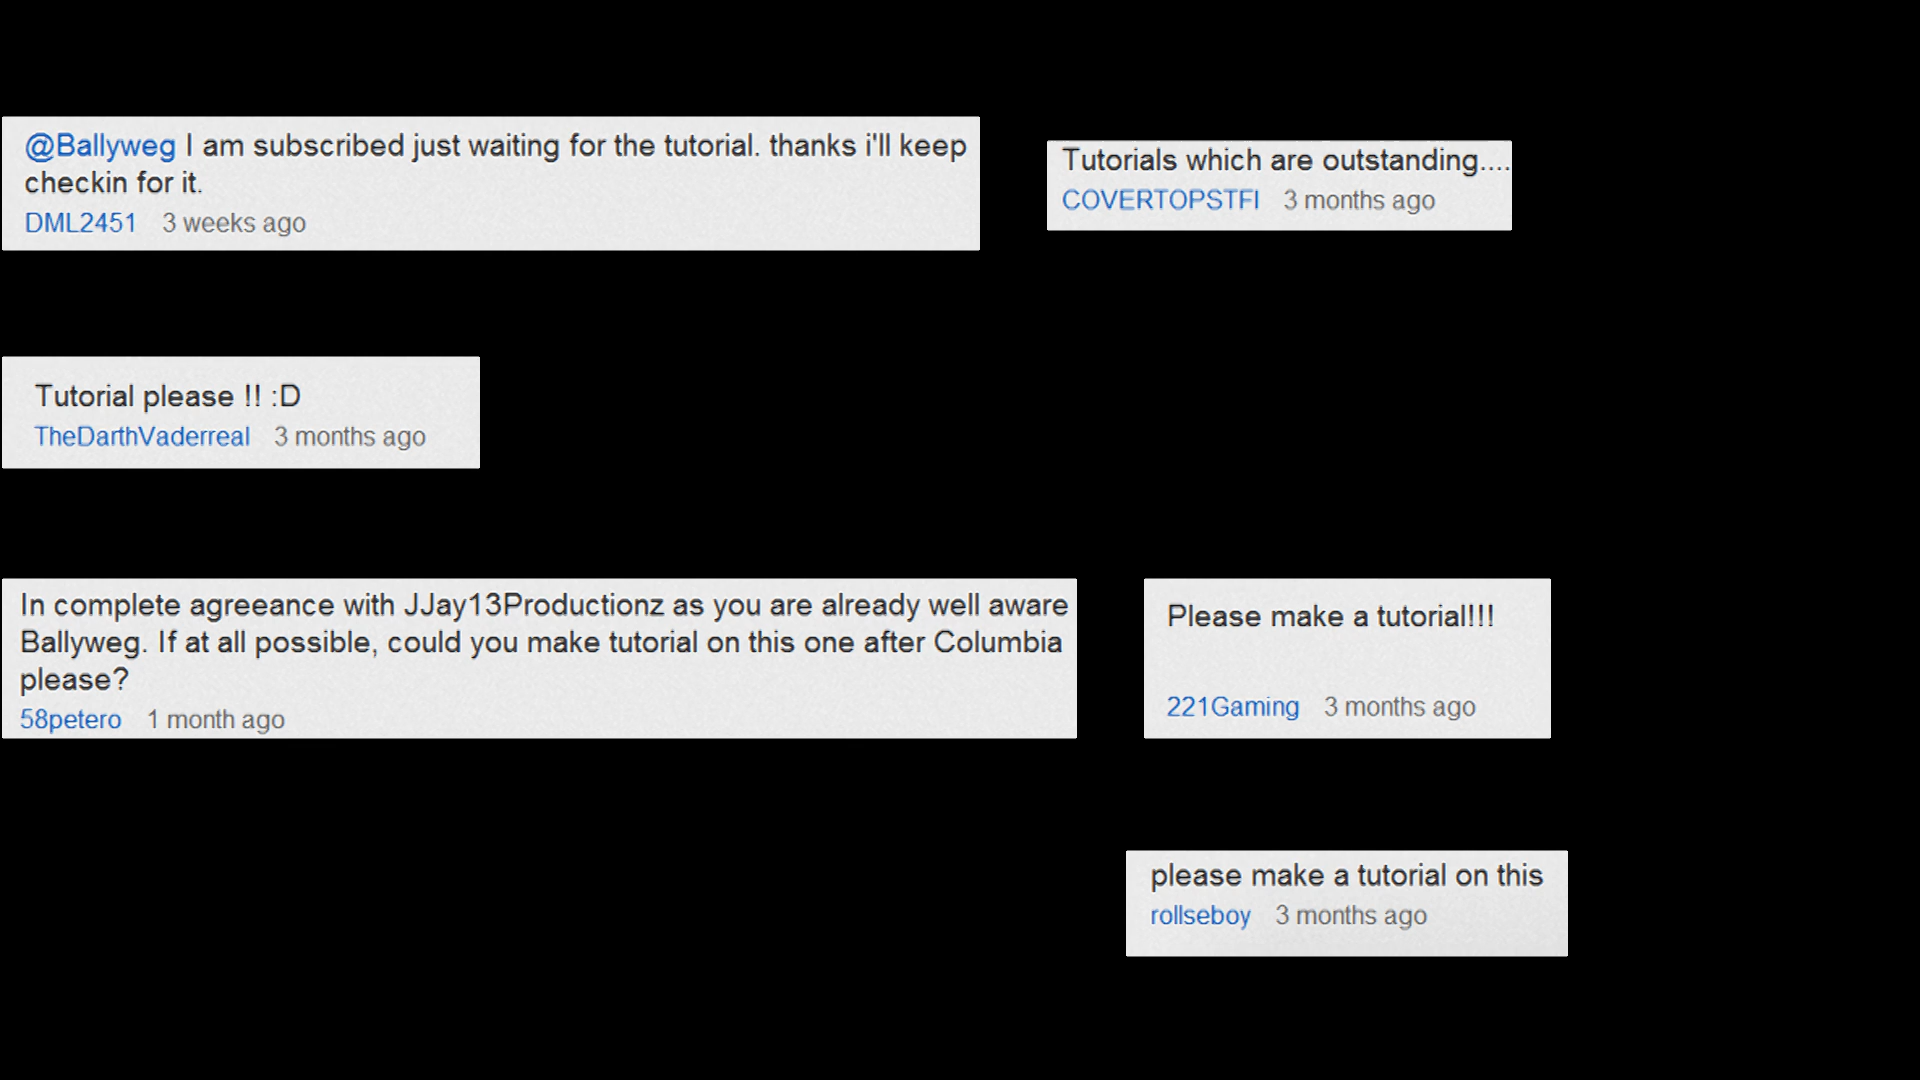 @Ballyweg I am subscribed just waiting for the tutorial. thanks i'll keep
checkin for it.
DML2451 3 weeks ago
Tutorials which are outstanding....
COVERTOPSTFI 3 months ago
Tutorial please !! :D
TheDarthVaderreal 3 months ago
In complete agreeance with JJay13Productionz as you are already well aware
Ballyweg. If at all possible, could you make tutorial on this one after Columbia
please?
58petero 1 month ago
Please make a tutorial!!!
221Gaming 3 months ago
please make a tutorial on this
rollseboy 3 months ago